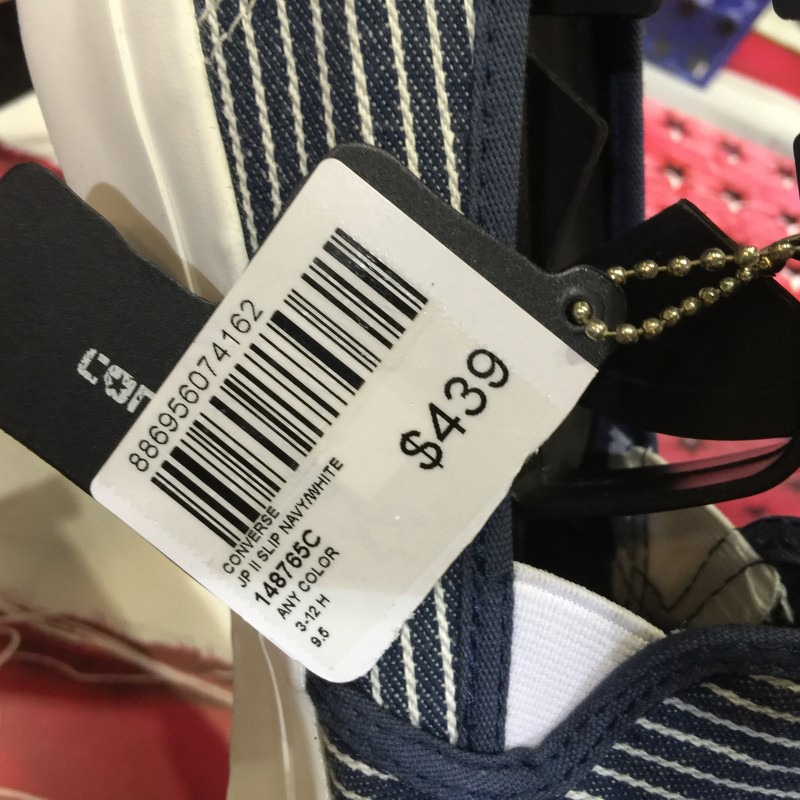 886956074162
$439
CONVERSE
JP II SLIP NAVY/WHITE
148765C
ANY COLOR
3-12 H
9.5